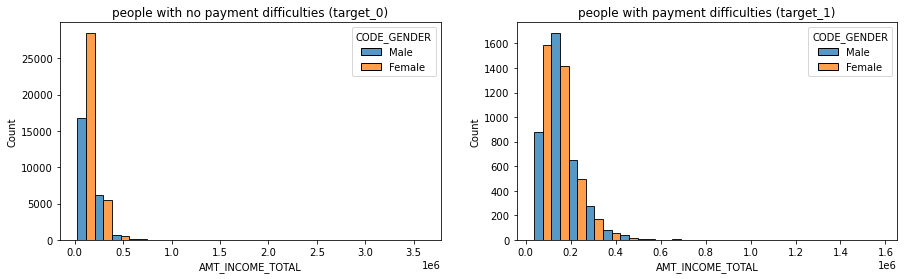 people with no payment difficulties (target_0)
CODE_GENDER
Male
Female
Count
25000
20000
15000
10000
5000
0
0.0 0.5 1.0 1.5 2.0 2.5 3.0 3.5
1e6
AMT_INCOME_TOTAL
people with payment difficulties (target_1)
CODE_GENDER
Male
Female
Count
1600
1400
1200
1000
800
600
400
200
0
0.0 0.2 0.4 0.6 0.8 1.0 1.2 1.4 1.6
1e6
AMT_INCOME_TOTAL